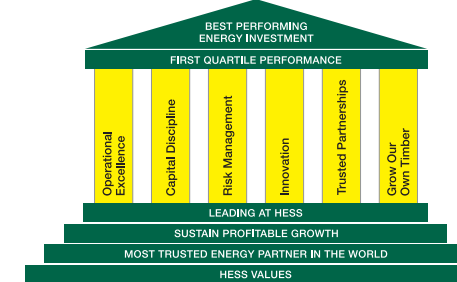 BEST PERFORMING
ENERGY INVESTMENT
FIRST QUARTILE PERFORMANCE
Operational
Excellence
Capital Discipline
Risk Management
Innovation
Trusted Partnerships
Grow Our
Own Timber
LEADING AT HESS
SUSTAIN PROFITABLE GROWTH
MOST TRUSTED ENERGY PARTNER IN THE WORLD
HESS VALUES